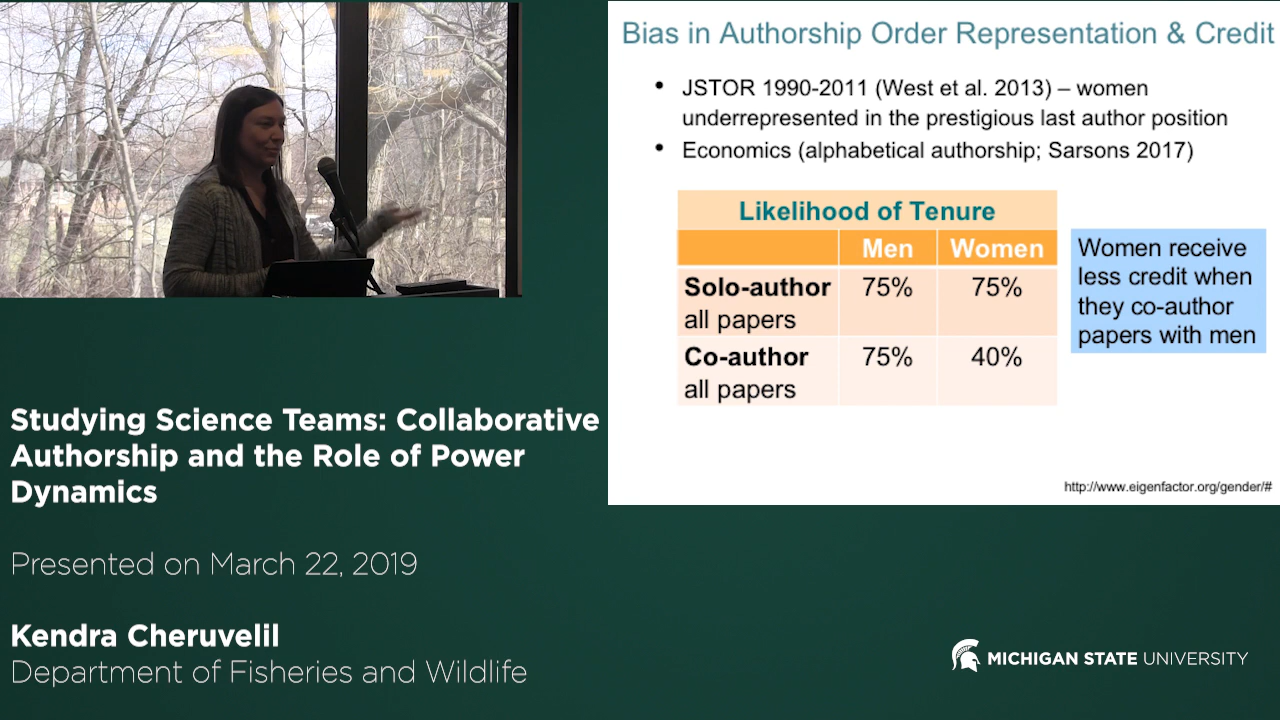 Bias in Authorship Order Representation & Credit
• JSTOR 1990-2011 (West et al. 2013) – women
underrepresented in the prestigious last author position
• Economics (alphabetical authorship; Sarsons 2017)
Likelihood of Tenure
Men Women
Solo-author 75% 75%
all papers
Co-author 75% 40%
all papers
Women receive
less credit when
they co-author
papers with men
http://www.eigenfactor.org/gender/#
Studying Science Teams: Collaborative
Authorship and the Role of Power
Dynamics
Presented on March 22, 2019
Kendra Cheruvelil
Department of Fisheries and Wildlife
MICHIGAN STATE UNIVERSITY